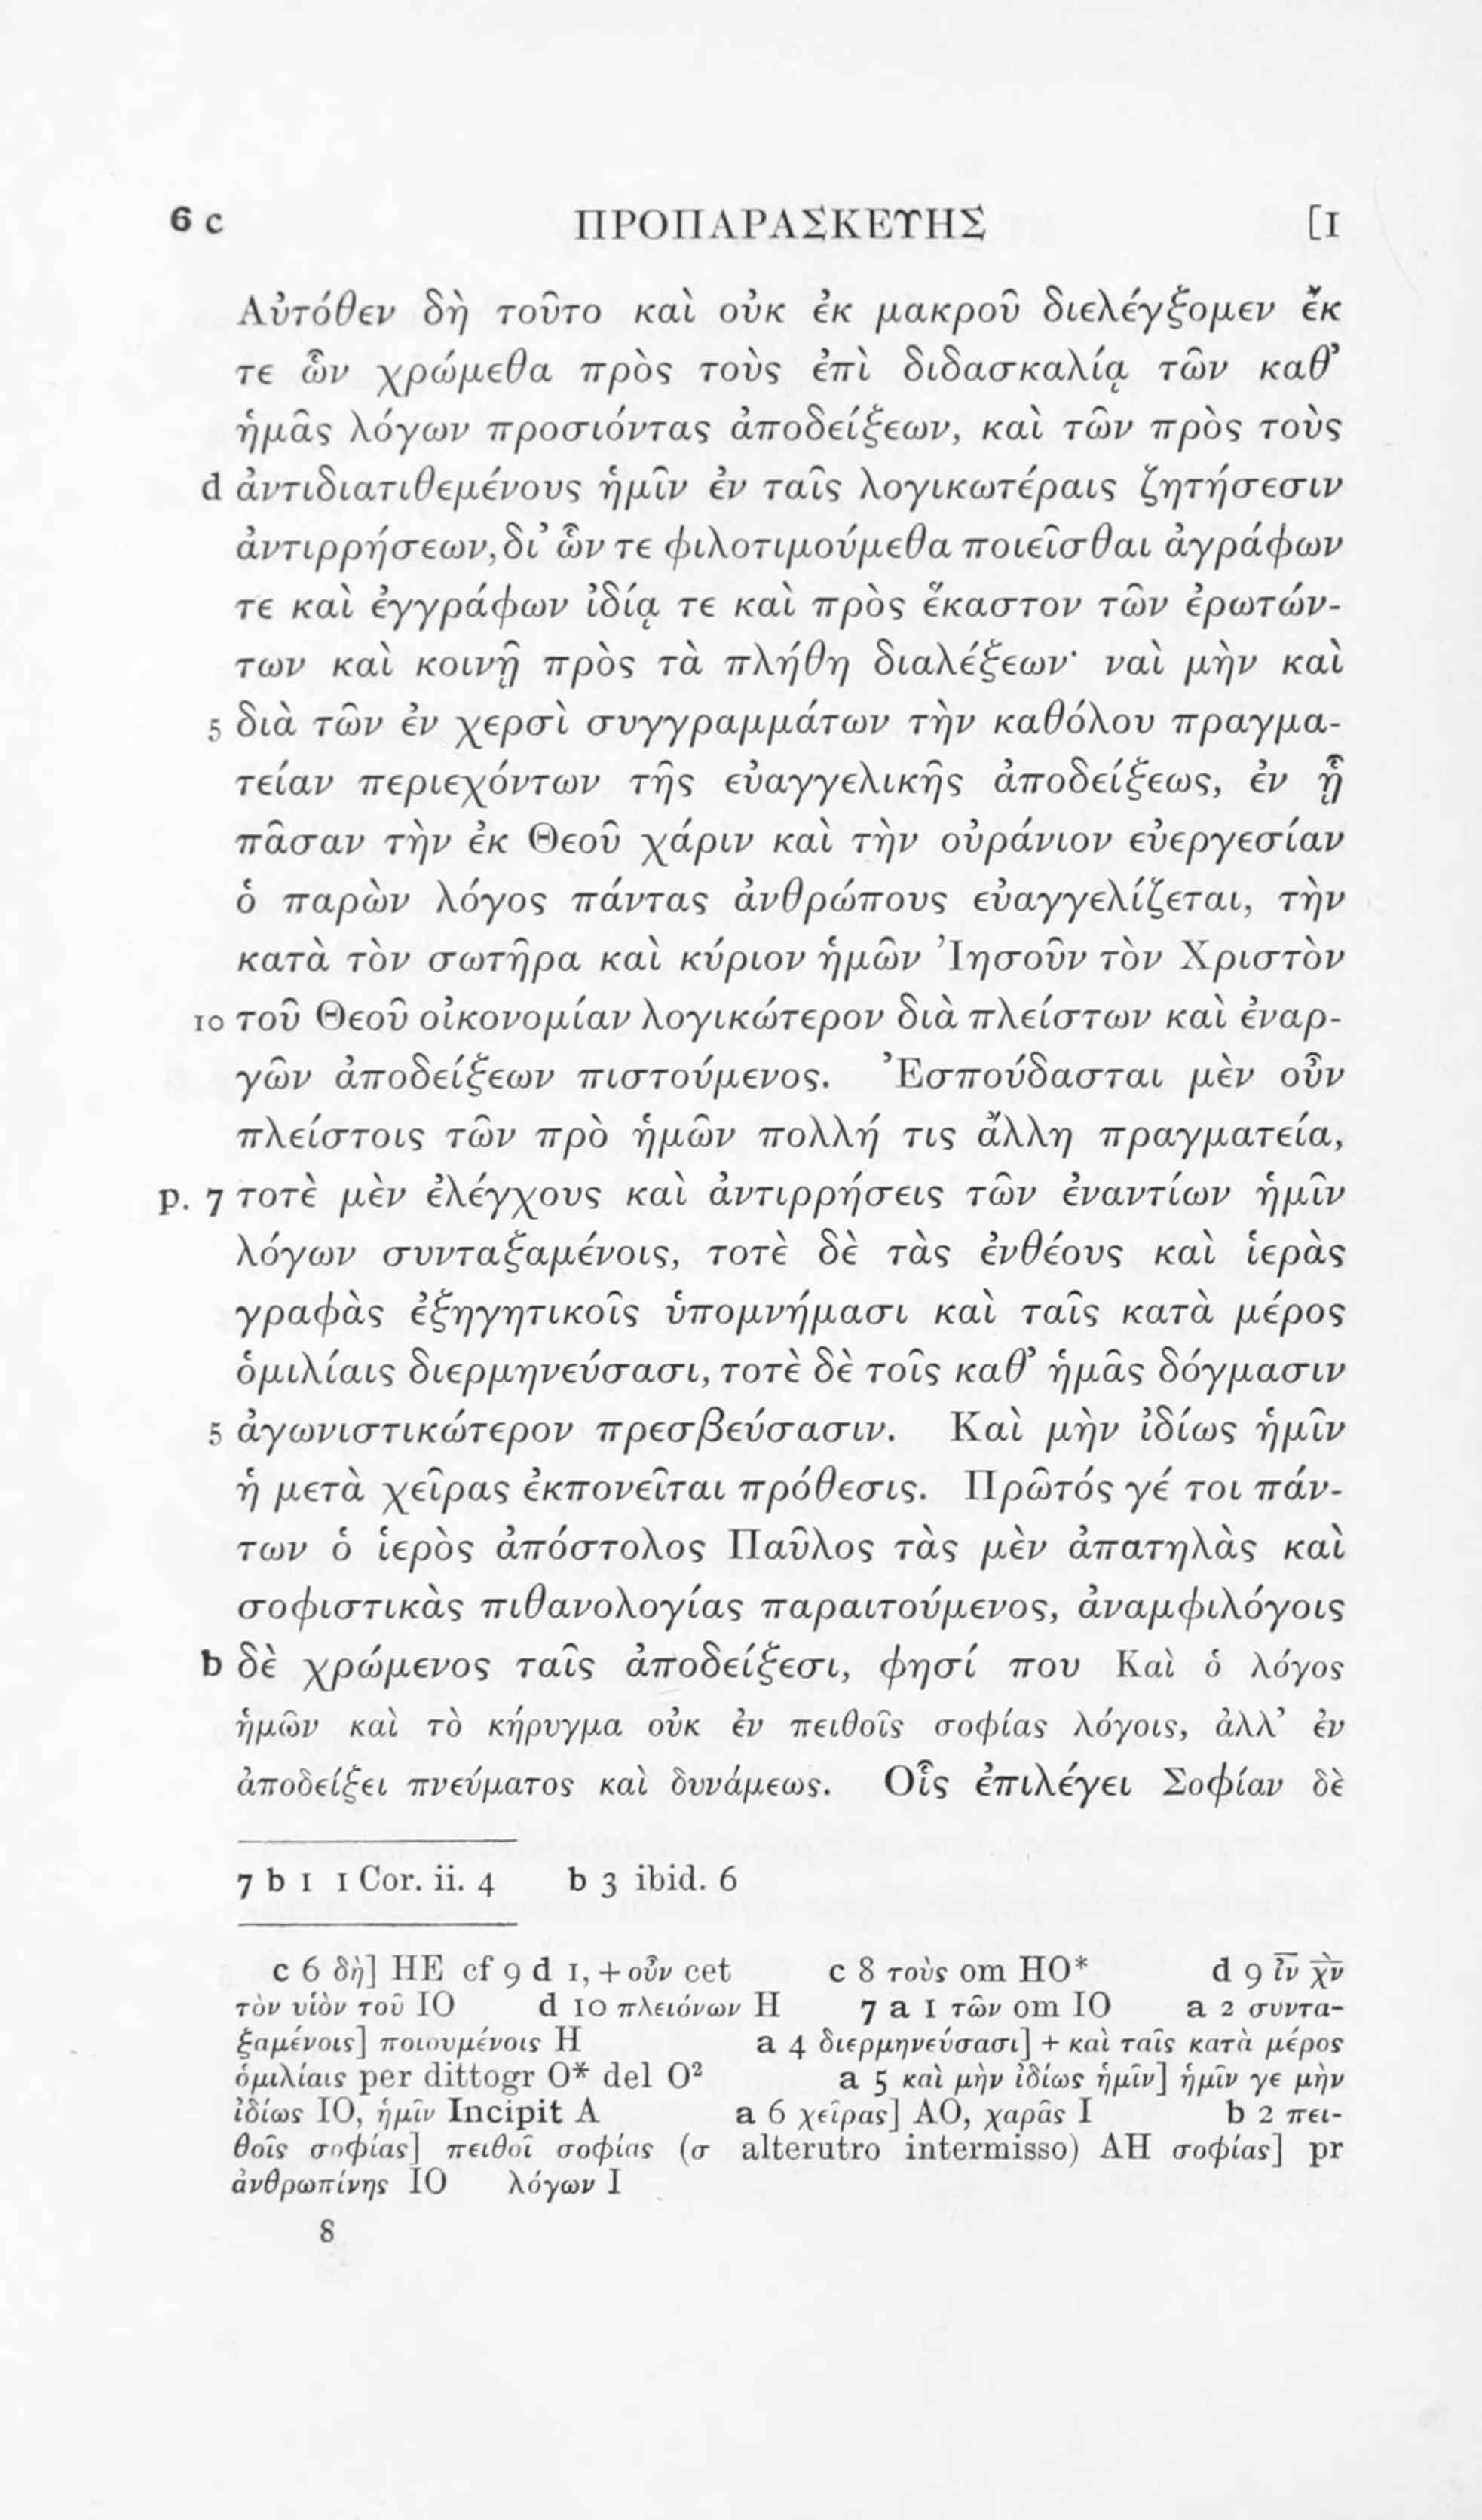 6 c ΠΡΟΠΑΡΑΣΚΕΥΗΣ [I
Αὐτόθεν δὴ τοῦτο καὶ οὐκ ἐκ μακροῦ διελέγξομεν ἔκ
τε ὧν χρώμεθα πρὸς τοὺς ἐπὶ διδασκαλίᾳ τῶν καθ’
ἡμᾶς λόγων προσιόντας ἀποδείξεων, καὶ τῶν πρὸς τοὺς
d ἀντιδιατιθεμένους ἡμῖν ἐν ταῖς λογικωτέραις ζητήσεσιν
ἀντιρρήσεων, δι’ ὧν τε φιλοτιμούμεθα ποιεῖσθαι ἀγράφων
τε καὶ ἐγγράφων ἰδίᾳ τε καὶ πρὸς ἕκαστον τῶν ἐρωτών-
των καὶ κοινῇ πρὸς τὰ πλήθη διαλέξεων· ναὶ μὴν καὶ
5 διὰ τῶν ἐν χερσὶ συγγραμμάτων τὴν καθόλου πραγμα-
τείαν περιεχόντων τῆς εὐαγγελικῆς ἀποδείξεως, ἐν ᾗ
πᾶσαν τὴν ἐκ Θεοῦ χάριν καὶ τὴν οὐράνιον εὐεργεσίαν
ὁ παρὼν λόγος πάντας ἀνθρώπους εὐαγγελίζεται, τὴν
κατὰ τὸν σωτῆρα καὶ κύριον ἡμῶν Ἰησοῦν τὸν Χριστὸν
10 τοῦ Θεοῦ οἰκονομίαν λογικώτερον διὰ πλείστων καὶ ἐναρ-
γῶν ἀποδείξεων πιστούμενος. Ἐσπούδασται μὲν οὖν
πλείστοις τῶν πρὸ ἡμῶν πολλή τις ἄλλη πραγματεία,
p. 7 τοτὲ μὲν ἐλέγχους καὶ ἀντιρρήσεις τῶν ἐναντίων ἡμῖν
λόγων συνταξαμένοις, τοτὲ δὲ τὰς ἐνθέους καὶ ἱερὰς
γραφὰς ἐξηγητικοῖς ὑπομνήμασι καὶ ταῖς κατὰ μέρος
ὁμιλίαις διερμηνεύσασι, τοτὲ δὲ τοῖς καθ’ ἡμᾶς δόγμασιν
5 ἀγωνιστικώτερον πρεσβεύσασιν. Καὶ μὴν ἰδίως ἡμῖν
ἡ μετὰ χεῖρας ἐκπονεῖται πρόθεσις. Πρῶτός γέ τοι πάν-
των ὁ ἱερὸς ἀπόστολος Παῦλος τὰς μὲν ἀπατηλὰς καὶ
σοφιστικὰς πιθανολογίας παραιτούμενος, ἀναμφιλόγοις
b δὲ χρώμενος ταῖς ἀποδείξεσι, φησί που Καὶ ὁ λόγος
ἡμῶν καὶ τὸ κήρυγμα οὐκ ἐν πειθοῖς σοφίας λόγοις, ἀλλ’ ἐν
ἀποδείξει πνεύματος καὶ δυνάμεως. Οἷς ἐπιλέγει Σοφίαν δὲ
7 b 1 1 Cor. ii. 4 b 3 ibid. 6
c 6 δὴ] HE cf 9 d 1, + οὖν cet c 8 τοὺς om HO* d 9 ῑν̄ χ̄ν̄
τὸν υἱὸν τοῦ IO d 10 πλειόνων H 7 a 1 τῶν om IO a 2 συντα-
ξαμένοις] ποιουμένοις H a 4 διερμηνεύσασι] + καὶ ταῖς κατὰ μέρος
ὁμιλίαις per dittogr O* del O² a 5 καὶ μὴν ἰδίως ἡμῖν] ἡμῖν γε μὴν
ἰδίως IO, ἡμῖν Incipit A a 6 χεῖρας] AO, χαρᾶς I b 2 πει-
θοῖς σοφίας] πειθοῖ σοφίας (σ alterutro intermisso) AH σοφίας] pr
ἀνθρωπίνης IO λόγων I
8